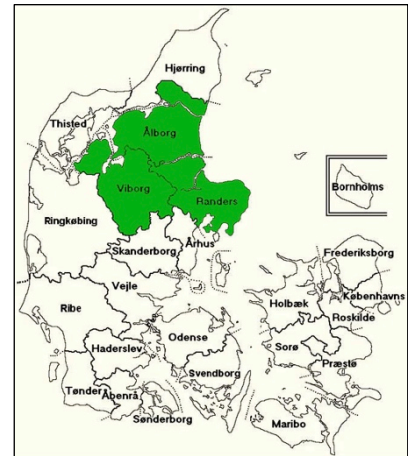 Hjørring
Thisted
Ålborg
Viborg
Randers
Bornholms
Ringkøbing
Århus
Skanderborg
Frederiksborg
Vejle
Københavns
Holbæk
Ribe
Roskilde
Odense
Haderslev
Sorø
Præstø
Svendborg
Tønder
Åbenrå
Sønderborg
Maribo